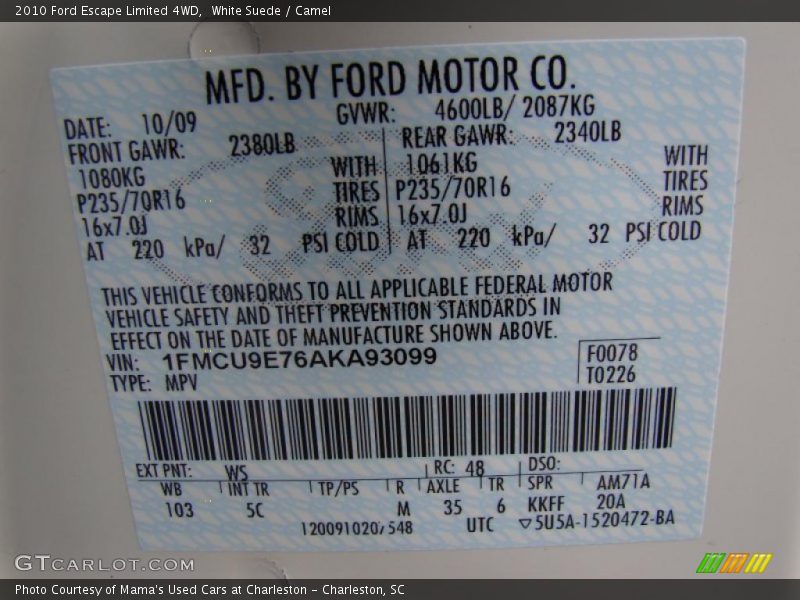 2010 Ford Escape Limited 4WD, White Suede / Camel
MFD. BY FORD MOTOR CO.
DATE: 10/09 GVWR: 4600LB/ 2087KG
FRONT GAWR: 2380LB REAR GAWR: 2340LB
1080KG WITH 1061KG WITH
P235/70R16 TIRES P235/70R16 TIRES
16x7.0J RIMS 16x7.0J RIMS
AT 220 kPa/ 32 PSI COLD AT 220 kPa/ 32 PSI COLD
THIS VEHICLE CONFORMS TO ALL APPLICABLE FEDERAL MOTOR
VEHICLE SAFETY AND THEFT PREVENTION STANDARDS IN
EFFECT ON THE DATE OF MANUFACTURE SHOWN ABOVE.
VIN: 1FMCU9E76AKA93099 F0078
TYPE: MPV T0226
EXT PNT: WS RC: 48 DSO:
WB INT TR TP/PS R AXLE TR SPR AM71A
103 5C M 35 6 KKFF 20A
120091020 548 UTC 5U5A-1520472-BA
GTCARLOT.COM
Photo Courtesy of Mama's Used Cars at Charleston - Charleston, SC